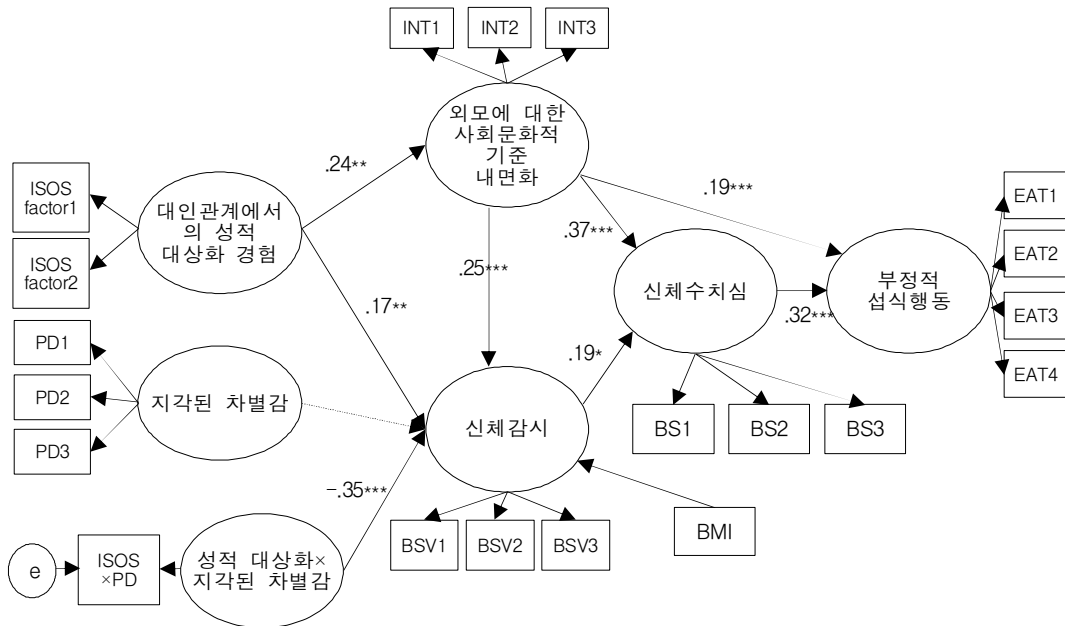 INT1
INT2
INT3
외모에 대한
사회문화적
기준
내면화
.24**
.19***
ISOS
factor1
ISOS
factor2
대인관계에서
의 성적
대상화 경험
.37***
.25***
.17**
EAT1
EAT2
EAT3
EAT4
신체수치심
부정적
섭식행동
.32***
PD1
PD2
PD3
지각된 차별감
.19*
신체감시
BS1
BS2
BS3
-.35***
BSV1
BSV2
BSV3
BMI
e
ISOS
×PD
성적 대상화×
지각된 차별감